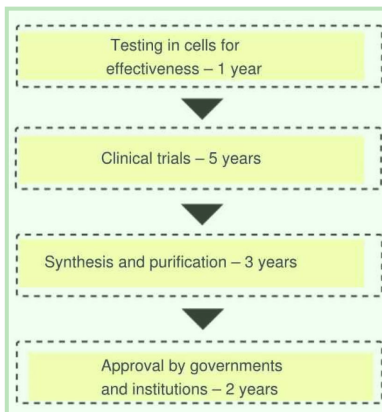 Testing in cells for
effectiveness – 1 year
Clinical trials – 5 years
Synthesis and purification – 3 years
Approval by governments
and institutions – 2 years